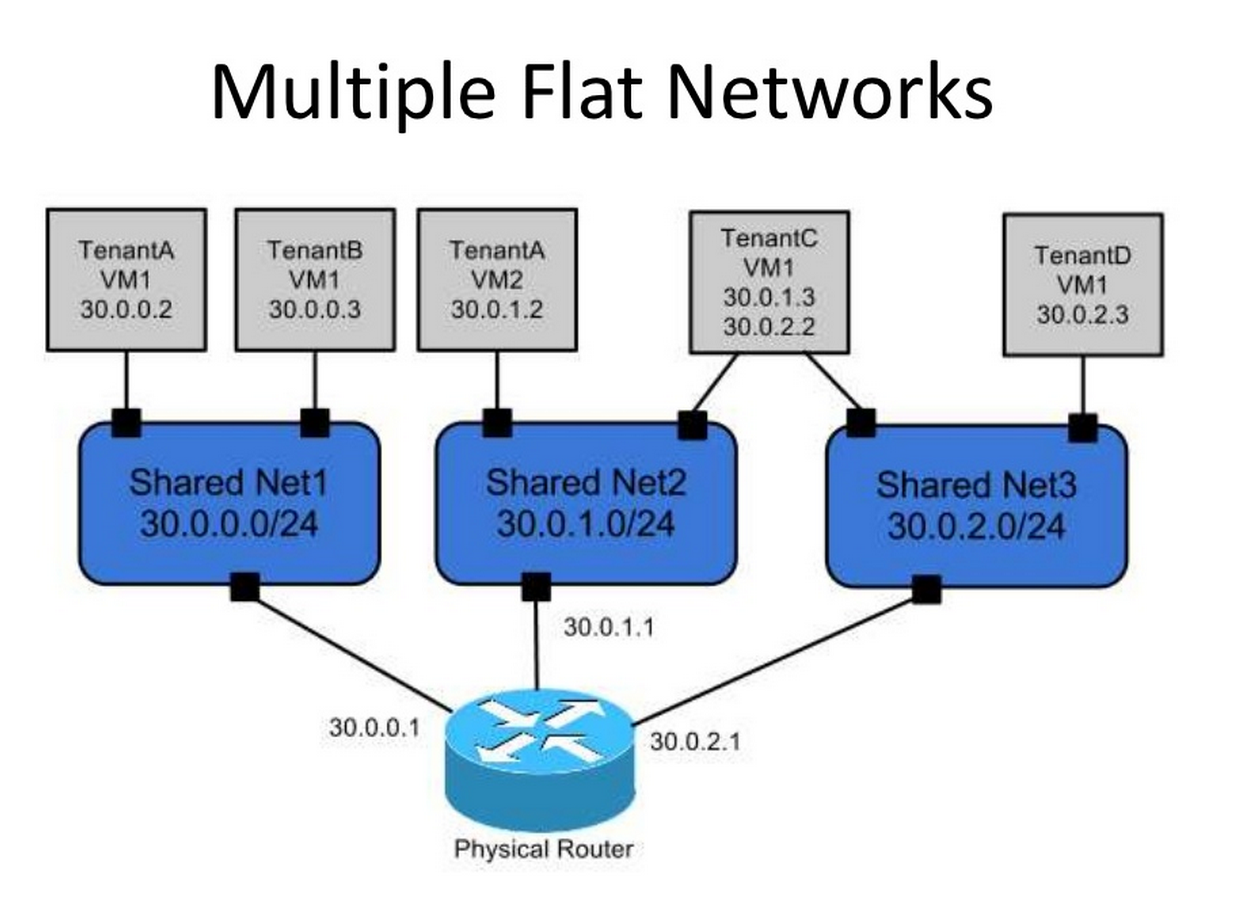 Multiple Flat Networks
TenantA
VM1
30.0.0.2
TenantB
VM1
30.0.0.3
TenantA
VM2
30.0.1.2
TenantC
VM1
30.0.1.3
30.0.2.2
TenantD
VM1
30.0.2.3
Shared Net1
30.0.0.0/24
Shared Net2
30.0.1.0/24
Shared Net3
30.0.2.0/24
30.0.1.1
30.0.0.1
30.0.2.1
Physical Router